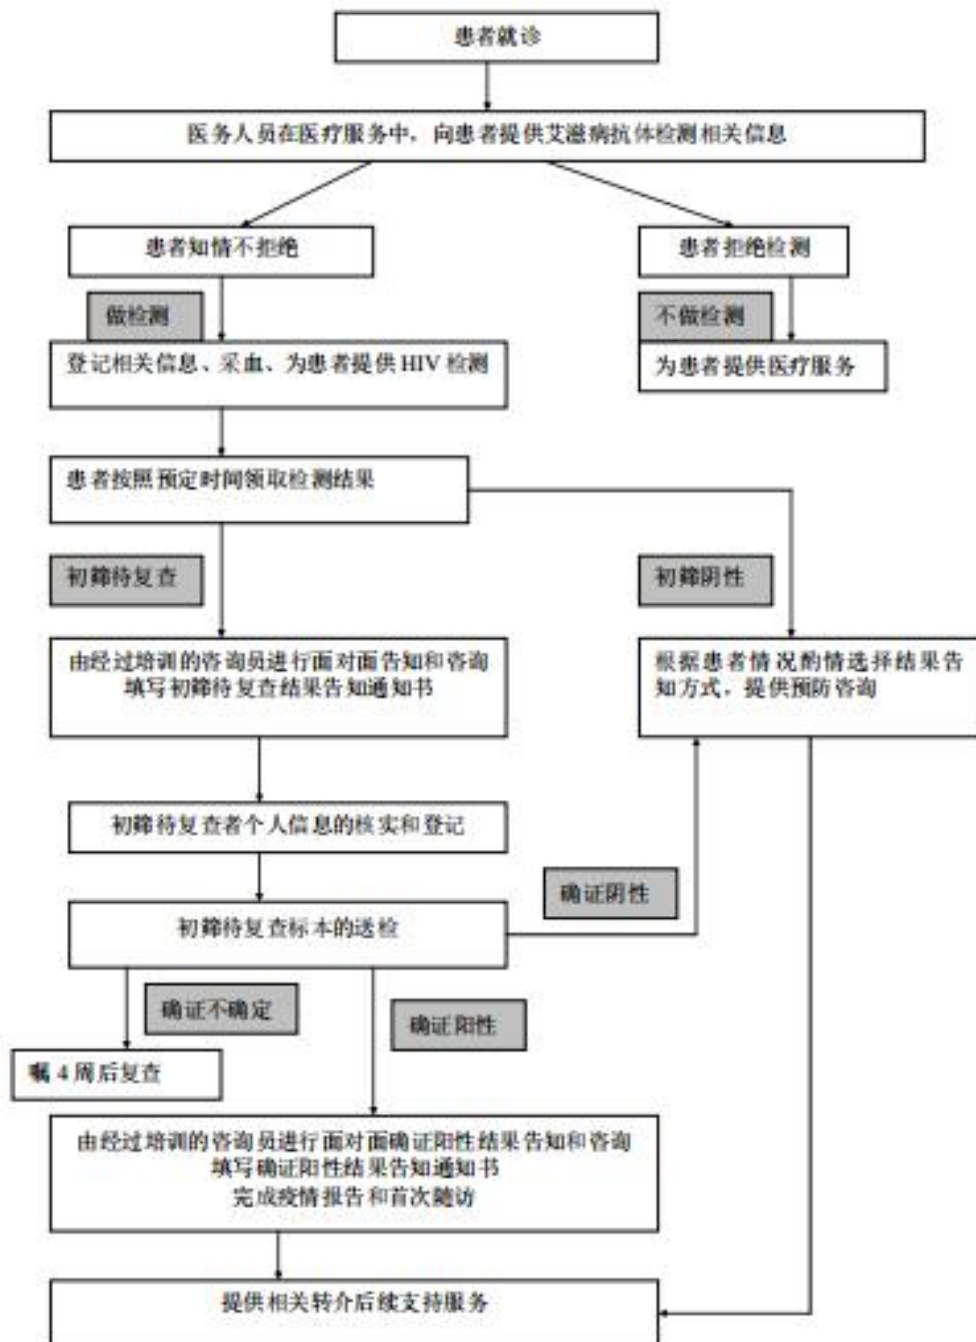 患者就诊
医务人员在医疗服务中，向患者提供艾滋病抗体检测相关信息
患者知情不拒绝
患者拒绝检测
做检测
不做检测
登记相关信息、采血、为患者提供 HIV 检测
为患者提供医疗服务
患者按照预定时间领取检测结果
初筛待复查
初筛阴性
由经过培训的咨询员进行面对面告知和咨询
填写初筛待复查结果告知通知书
根据患者情况酌情选择结果告
知方式，提供预防咨询
初筛待复查者个人信息的核实和登记
确证阴性
初筛待复查标本的送检
确证不确定
确证阳性
嘱 4 周后复查
由经过培训的咨询员进行面对面确证阳性结果告知和咨询
填写确证阳性结果告知通知书
完成疫情报告和首次随访
提供相关转介后续支持服务